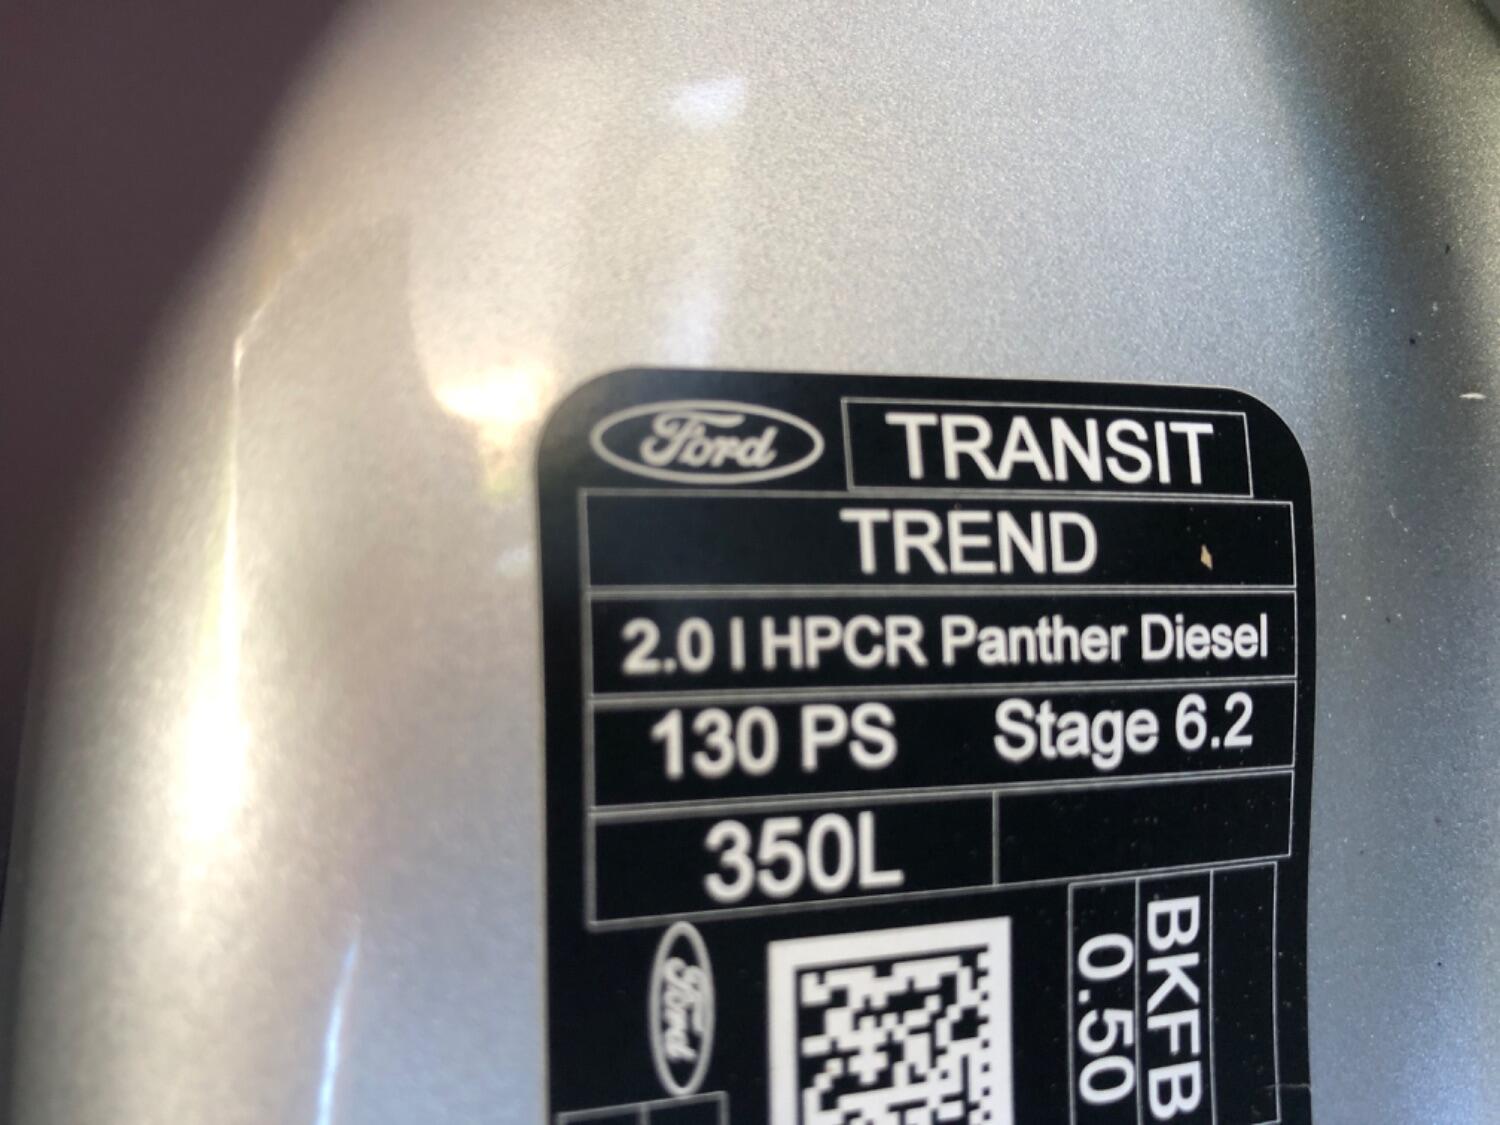 Ford TRANSIT
TREND
2.0 l HPCR Panther Diesel
130 PS Stage 6.2
350L
Ford
BKFB
0.50